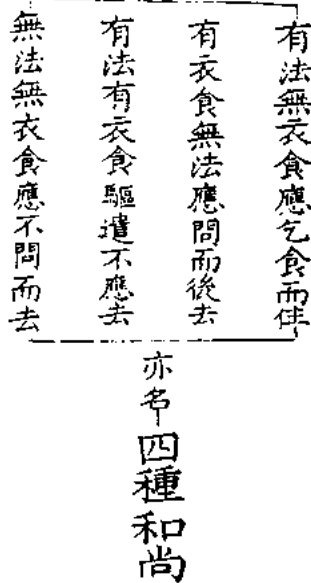 有法無衣食應乞食而住
有衣食無法應問而後去
有法有衣食驅遣不應去
無法無衣食應不問而去
亦名
四種和尚